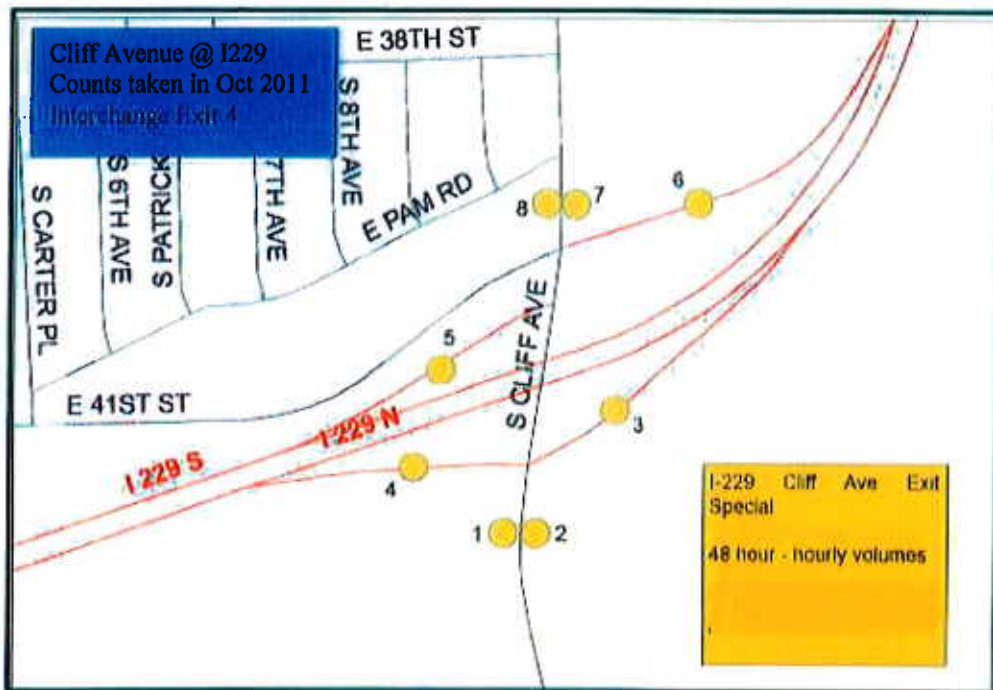 Cliff Avenue @ I229
Counts taken in Oct 2011
Interchange Exit 4
E 38TH ST
S CARTER PL
S 6TH AVE
S PATRICK
7TH AVE
S 8TH AVE
E PAM RD
8
7
6
5
S CLIFF AVE
E 41ST ST
I 229 N
I 229 S
3
4
1
2
I-229 Cliff Ave Exit
Special
48 hour - hourly volumes